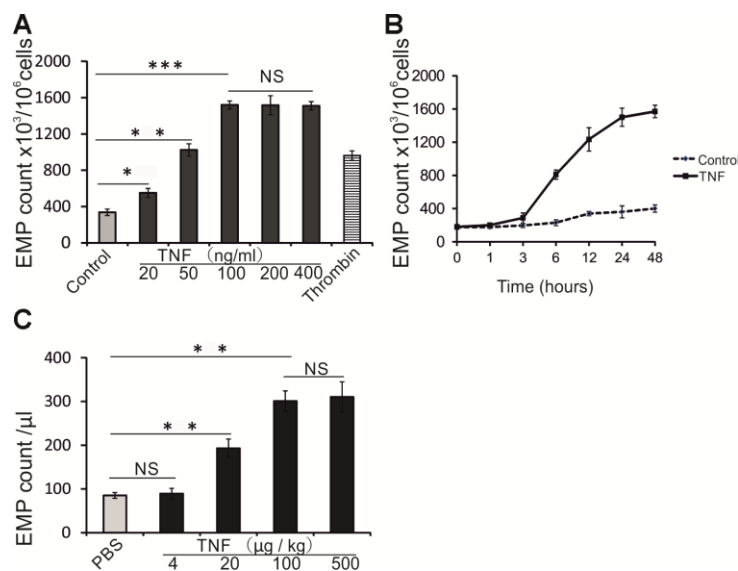 A
EMP count x10³/10⁶cells
2000
1600
1200
800
400
0
***
NS
* *
*
Control
TNF (ng/ml)
20 50 100 200 400
Thrombin
B
EMP count x10³/10⁶cells
2000
1600
1200
800
400
0
Control
TNF
0 1 3 6 12 24 48
Time (hours)
C
EMP count /µl
400
300
200
100
0
* *
NS
* *
NS
PBS
TNF (µg / kg)
4 20 100 500